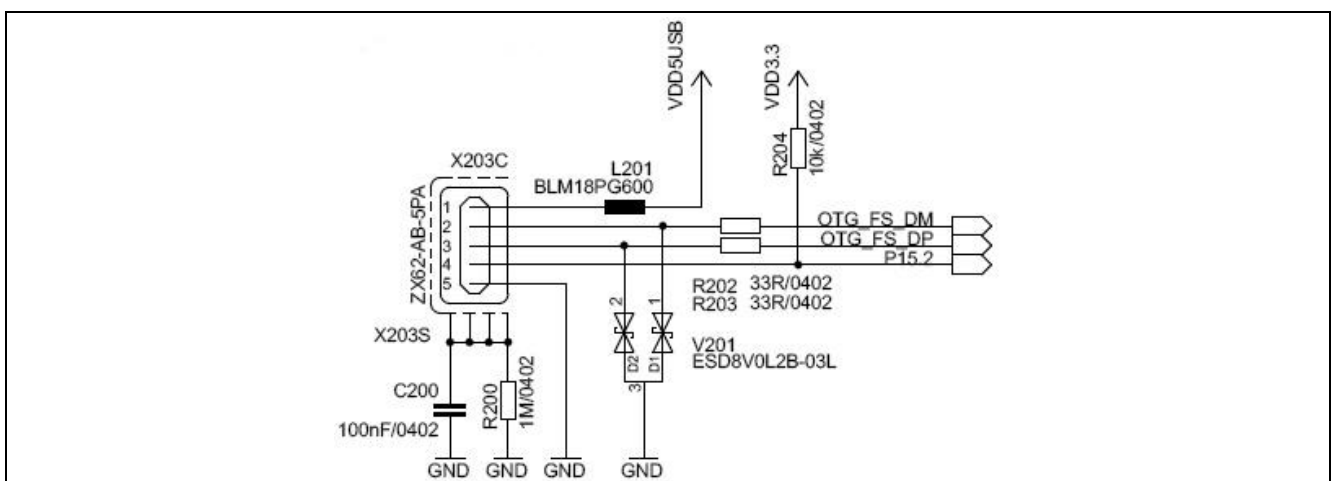 VDD5USB
VDD3.3
R204
10k/0402
X203C
L201
BLM18PG600
ZX62-AB-5PA
1
2
3
4
5
OTG_FS_DM
OTG_FS_DP
P15.2
R202 33R/0402
R203 33R/0402
X203S
2
1
V201
ESD8V0L2B-03L
D2
D1
3
C200
100nF/0402
R200
1M/0402
GND
GND
GND
GND